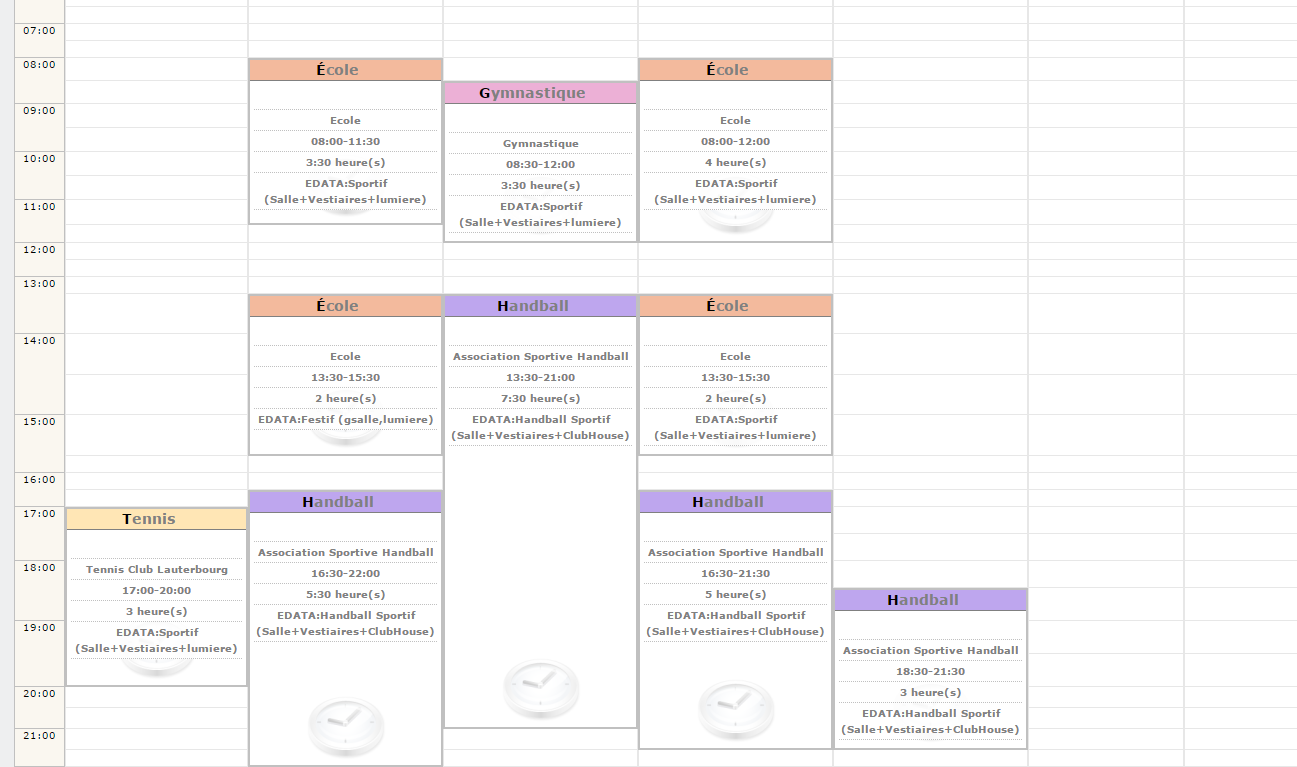 07:00
08:00
09:00
10:00
11:00
12:00
13:00
14:00
15:00
16:00
17:00
18:00
19:00
20:00
21:00
Tennis
Tennis Club Lauterbourg
17:00-20:00
3 heure(s)
EDATA:Sportif
(Salle+Vestiaires+lumiere)
École
Ecole
08:00-11:30
3:30 heure(s)
EDATA:Sportif
(Salle+Vestiaires+lumiere)
École
Ecole
13:30-15:30
2 heure(s)
EDATA:Festif (gsalle,lumiere)
Handball
Association Sportive Handball
16:30-22:00
5:30 heure(s)
EDATA:Handball Sportif
(Salle+Vestiaires+ClubHouse)
Gymnastique
Gymnastique
08:30-12:00
3:30 heure(s)
EDATA:Sportif
(Salle+Vestiaires+lumiere)
Handball
Association Sportive Handball
13:30-21:00
7:30 heure(s)
EDATA:Handball Sportif
(Salle+Vestiaires+ClubHouse)
École
Ecole
08:00-12:00
4 heure(s)
EDATA:Sportif
(Salle+Vestiaires+lumiere)
École
Ecole
13:30-15:30
2 heure(s)
EDATA:Sportif
(Salle+Vestiaires+lumiere)
Handball
Association Sportive Handball
16:30-21:30
5 heure(s)
EDATA:Handball Sportif
(Salle+Vestiaires+ClubHouse)
Handball
Association Sportive Handball
18:30-21:30
3 heure(s)
EDATA:Handball Sportif
(Salle+Vestiaires+ClubHouse)